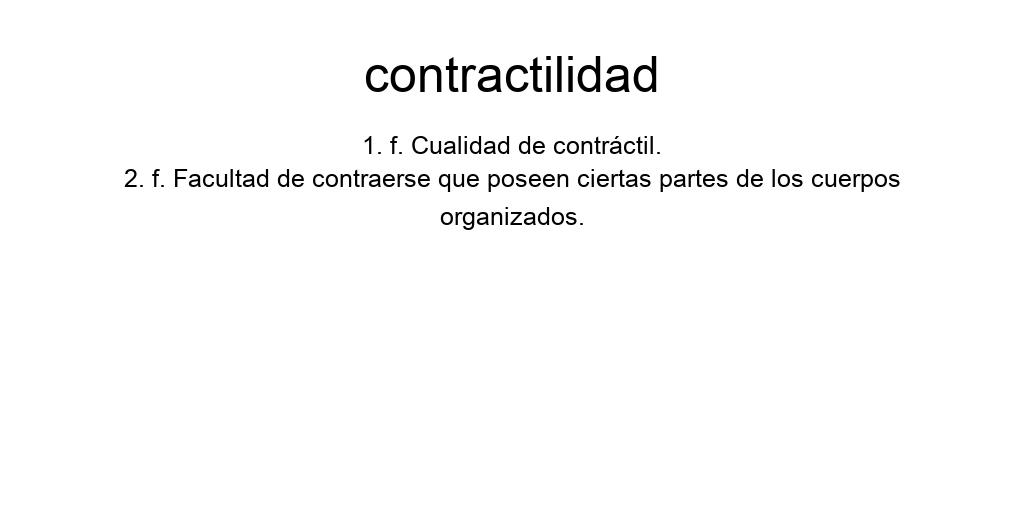 contractilidad
1. f. Cualidad de contráctil.
2. f. Facultad de contraerse que poseen ciertas partes de los cuerpos
organizados.